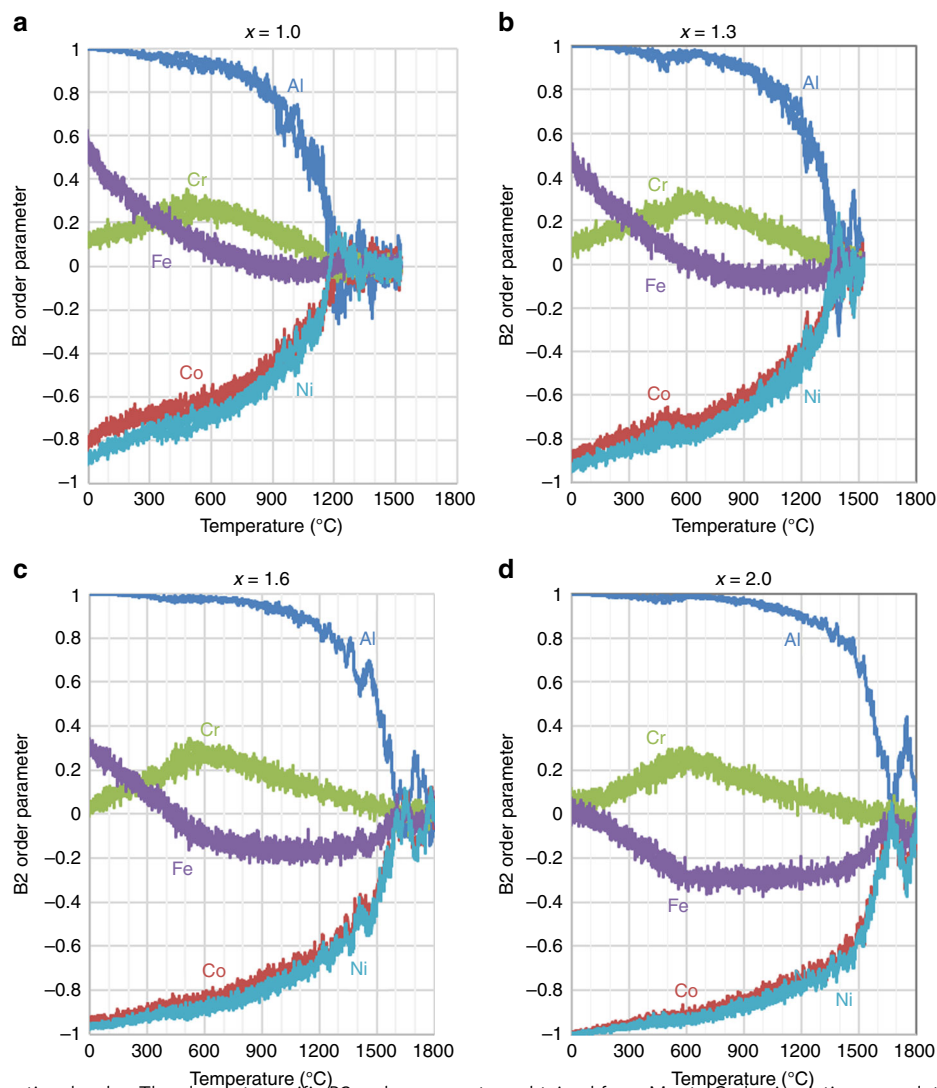 a
x = 1.0
1
0.8
0.6
0.4
0.2
0
–0.2
–0.4
–0.6
–0.8
–1
B2 order parameter
Al
Cr
Fe
Co
Ni
0 300 600 900 1200 1500 1800
Temperature (°C)
b
x = 1.3
1
0.8
0.6
0.4
0.2
0
–0.2
–0.4
–0.6
–0.8
–1
B2 order parameter
Al
Cr
Fe
Co
Ni
0 300 600 900 1200 1500 1800
Temperature (°C)
c
x = 1.6
1
0.8
0.6
0.4
0.2
0
–0.2
–0.4
–0.6
–0.8
–1
B2 order parameter
Al
Cr
Fe
Co
Ni
0 300 600 900 1200 1500 1800
Temperature (°C)
d
x = 2.0
1
0.8
0.6
0.4
0.2
0
–0.2
–0.4
–0.6
–0.8
–1
B2 order parameter
Al
Cr
Fe
Co
Ni
0 300 600 900 1200 1500 1800
Temperature (°C)